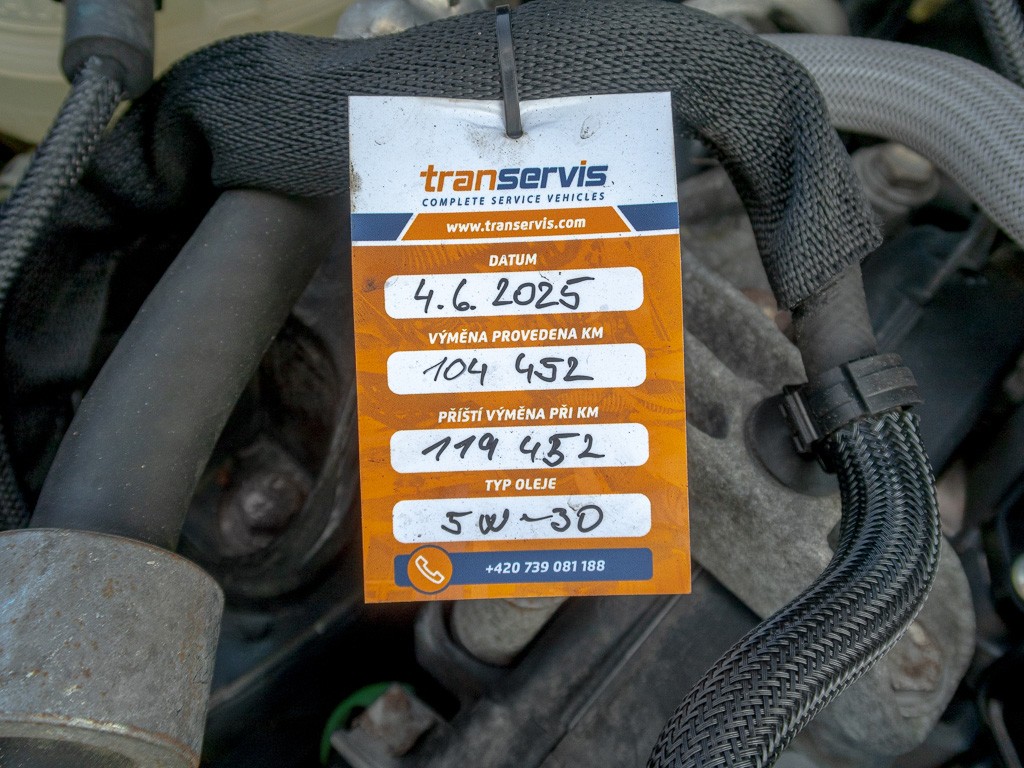 transervis
COMPLETE SERVICE VEHICLES
www.transervis.com
DATUM
4.6.2025
VÝMĚNA PROVEDENA KM
104 452
PŘÍŠTÍ VÝMĚNA PŘI KM
119 452
TYP OLEJE
5W-30
+420 739 081 188